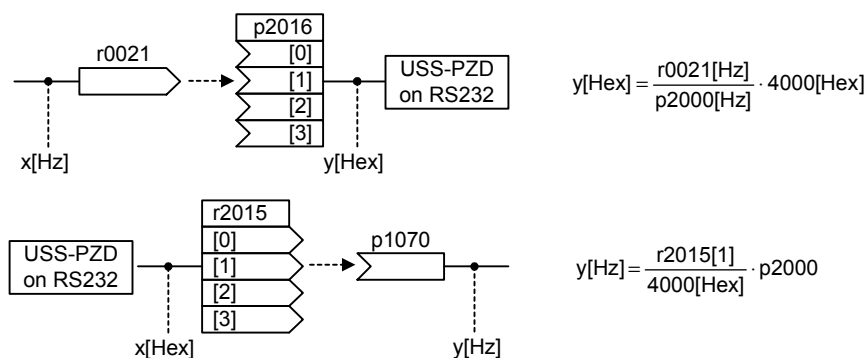 p2016
r0021
[0]
[1]
[2]
[3]
USS-PZD
on RS232
x[Hz]
y[Hex]
y[Hex] = r0021[Hz] / p2000[Hz] · 4000[Hex]
r2015
USS-PZD
on RS232
[0]
[1]
[2]
[3]
p1070
x[Hex]
y[Hz]
y[Hz] = r2015[1] / 4000[Hex] · p2000